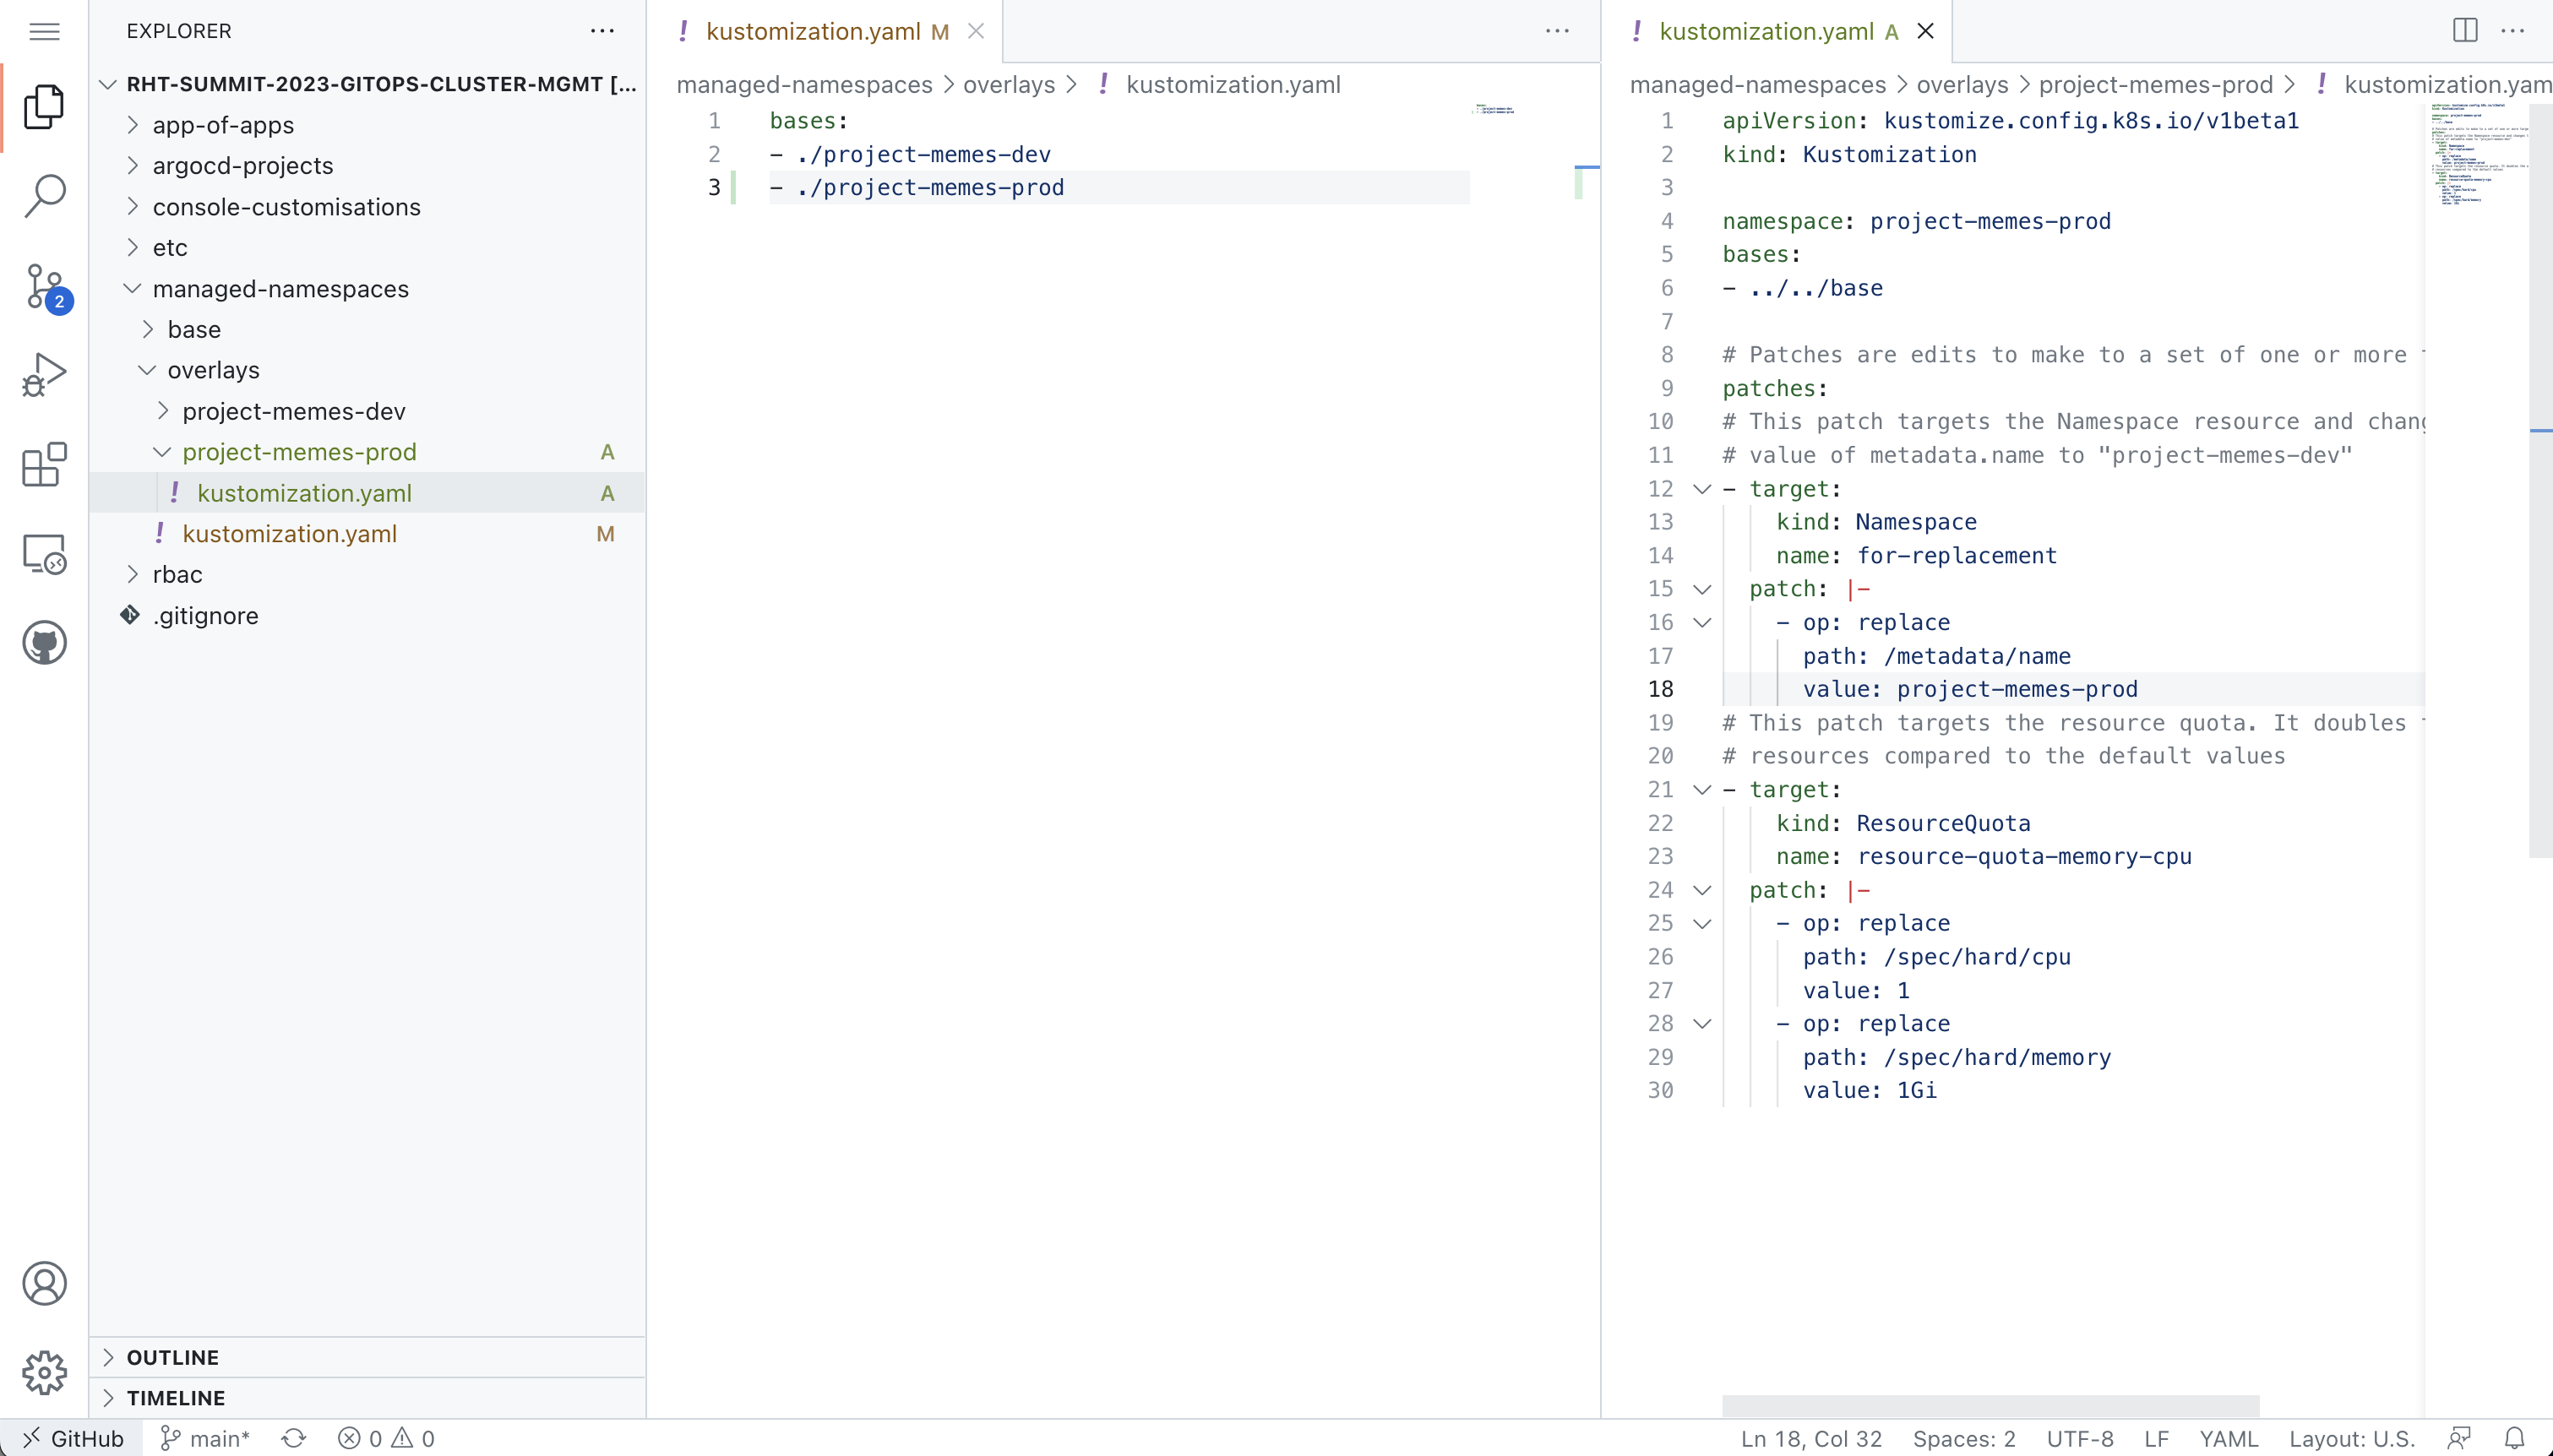 EXPLORER
RHT-SUMMIT-2023-GITOPS-CLUSTER-MGMT [...
app-of-apps
argocd-projects
console-customisations
etc
managed-namespaces
base
overlays
project-memes-dev
project-memes-prod A
! kustomization.yaml A
! kustomization.yaml M
rbac
.gitignore
2
OUTLINE
TIMELINE
! kustomization.yaml M
managed-namespaces > overlays > ! kustomization.yaml
1 bases:
2 - ./project-memes-dev
3 - ./project-memes-prod
! kustomization.yaml A
managed-namespaces > overlays > project-memes-prod > ! kustomization.yam
1 apiVersion: kustomize.config.k8s.io/v1beta1
2 kind: Kustomization
3
4 namespace: project-memes-prod
5 bases:
6 - ../../base
7
8 # Patches are edits to make to a set of one or more
9 patches:
10 # This patch targets the Namespace resource and chang
11 # value of metadata.name to "project-memes-dev"
12 - target:
13 kind: Namespace
14 name: for-replacement
15 patch: |-
16 - op: replace
17 path: /metadata/name
18 value: project-memes-prod
19 # This patch targets the resource quota. It doubles
20 # resources compared to the default values
21 - target:
22 kind: ResourceQuota
23 name: resource-quota-memory-cpu
24 patch: |-
25 - op: replace
26 path: /spec/hard/cpu
27 value: 1
28 - op: replace
29 path: /spec/hard/memory
30 value: 1Gi
GitHub main* 0 0 Ln 18, Col 32 Spaces: 2 UTF-8 LF YAML Layout: U.S.